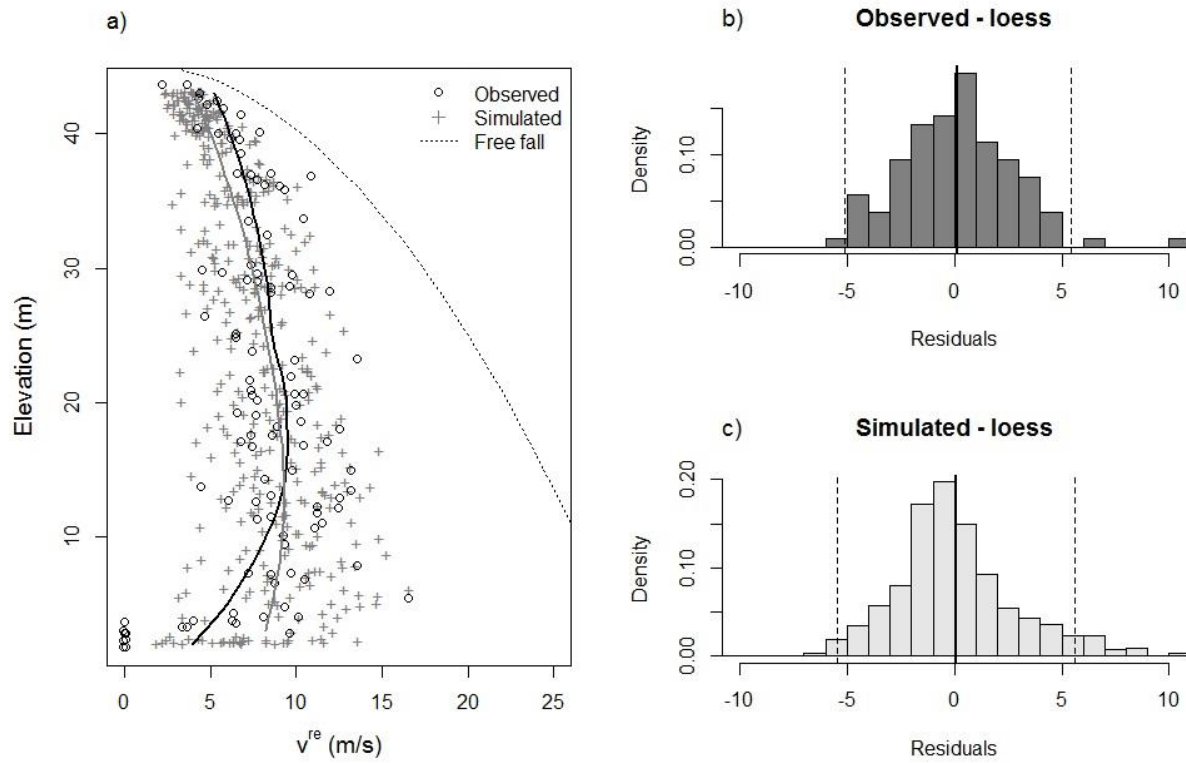 a)
Observed
Simulated
Free fall
Elevation (m)
40
30
20
10
0 5 10 15 20 25
v^re (m/s)
b) Observed - loess
Density
0.10
0.00
-10 -5 0 5 10
Residuals
c) Simulated - loess
Density
0.20
0.10
0.00
-10 -5 0 5 10
Residuals